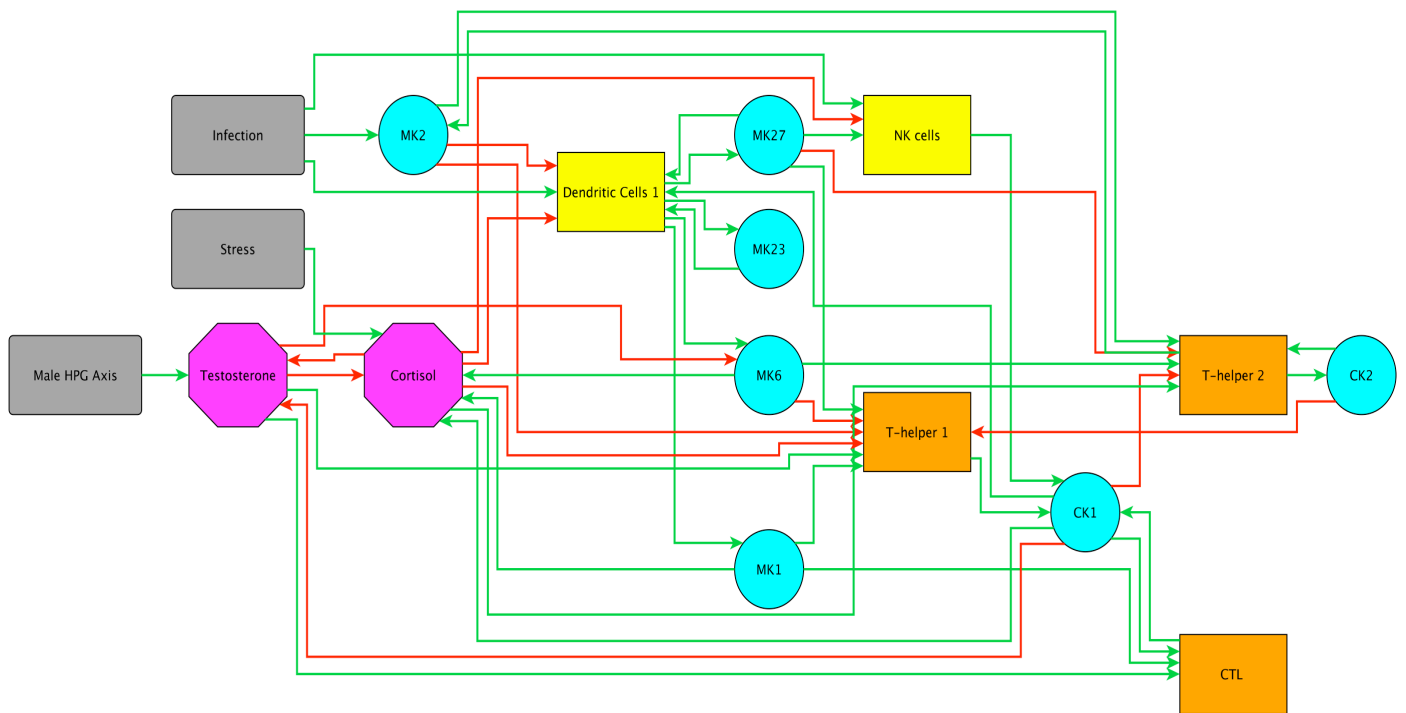 Infection
MK2
MK27
NK cells
Dendritic Cells 1
Stress
MK23
Male HPG Axis
Testosterone
Cortisol
MK6
T-helper 2
CK2
T-helper 1
CK1
MK1
CTL